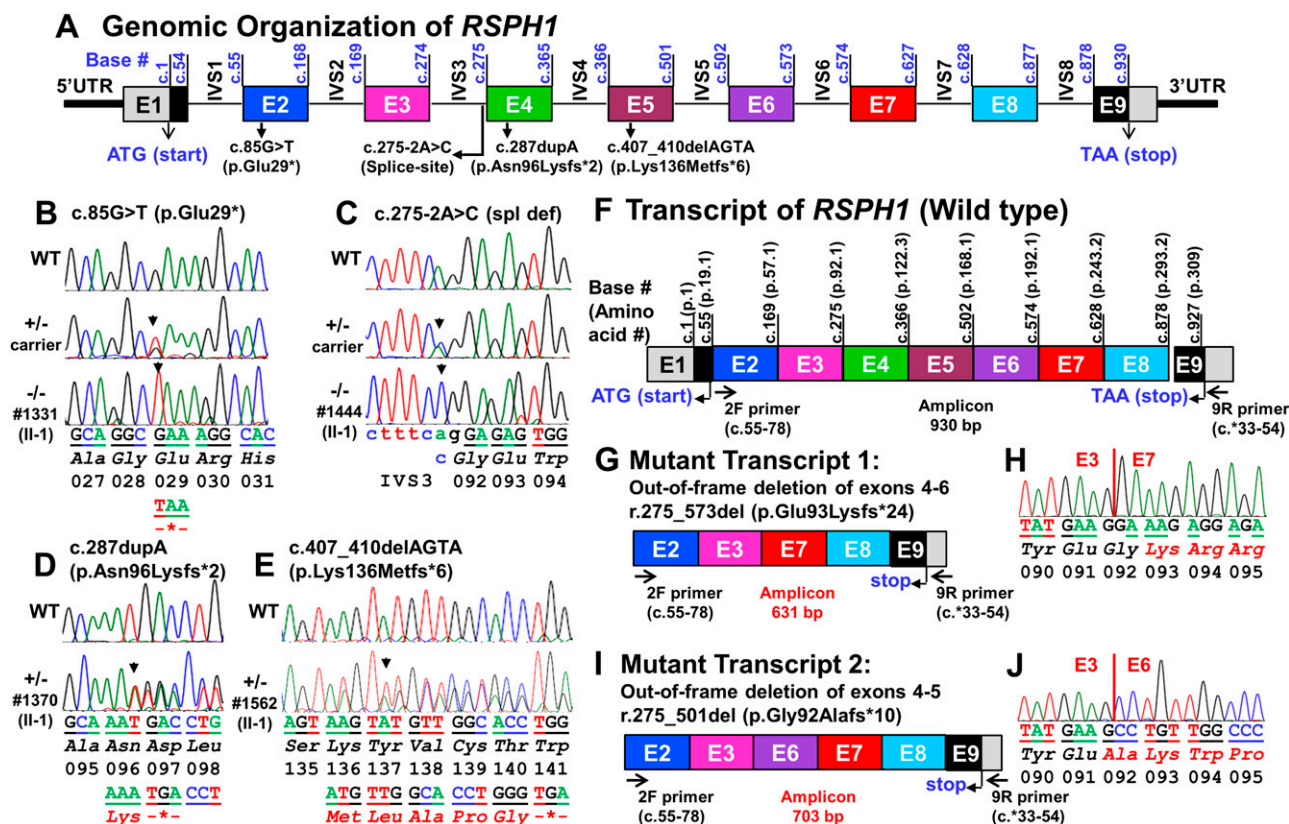 A Genomic Organization of RSPH1
Base #
c.1
c.54
IVS1
c.55
c.168
IVS2
c.169
c.274
IVS3
c.275
c.365
IVS4
c.366
c.501
IVS5
c.502
c.573
IVS6
c.574
c.627
IVS7
c.628
c.877
IVS8
c.878
c.930
5'UTR
E1 E2 E3 E4 E5 E6 E7 E8 E9
3'UTR
ATG (start)
c.85G>T
(p.Glu29*)
c.275-2A>C
(Splice-site)
c.287dupA
(p.Asn96Lysfs*2)
c.407_410delAGTA
(p.Lys136Metfs*6)
TAA (stop)
B c.85G>T (p.Glu29*)
WT
+/-
carrier
-/-
#1331
(II-1)
GCA GGC GAA AGG CAC
Ala Gly Glu Arg His
027 028 029 030 031
TAA
-*-
C c.275-2A>C (spl def)
WT
+/-
carrier
-/-
#1444
(II-1)
ctttcagGAGAGTGG
c Gly Glu Trp
IVS3 092 093 094
D c.287dupA
(p.Asn96Lysfs*2)
WT
+/-
#1370
(II-1)
GCA AAT GAC CTG
Ala Asn Asp Leu
095 096 097 098
AAA TGA CCT
Lys -*-
E c.407_410delAGTA
(p.Lys136Metfs*6)
WT
+/-
#1562
(II-1)
AGT AAG TAT GTT GGC ACC TGG
Ser Lys Tyr Val Cys Thr Trp
135 136 137 138 139 140 141
ATG TTG GCA CCT GGG TGA
Met Leu Ala Pro Gly -*-
F Transcript of RSPH1 (Wild type)
Base #
(Amino
acid #)
c.1 (p.1)
c.55 (p.19.1)
c.169 (p.57.1)
c.275 (p.92.1)
c.366 (p.122.3)
c.502 (p.168.1)
c.574 (p.192.1)
c.628 (p.243.2)
c.878 (p.293.2)
c.927 (p.309)
E1 E2 E3 E4 E5 E6 E7 E8 E9
ATG (start)
2F primer
(c.55-78)
Amplicon
930 bp
TAA (stop)
9R primer
(c.*33-54)
G Mutant Transcript 1:
Out-of-frame deletion of exons 4-6
r.275_573del (p.Glu93Lysfs*24)
E2 E3 E7 E8 E9
stop
2F primer
(c.55-78)
Amplicon
631 bp
9R primer
(c.*33-54)
H
E3 E7
TAT GAAGGA AAG AGG AGA
Tyr Glu Gly Lys Arg Arg
090 091 092 093 094 095
I Mutant Transcript 2:
Out-of-frame deletion of exons 4-5
r.275_501del (p.Gly92Alafs*10)
E2 E3 E6 E7 E8 E9
stop
2F primer
(c.55-78)
Amplicon
703 bp
9R primer
(c.*33-54)
J
E3 E6
TAT GAAGCC TGT TGG CCC
Tyr Glu Ala Lys Trp Pro
090 091 092 093 094 095